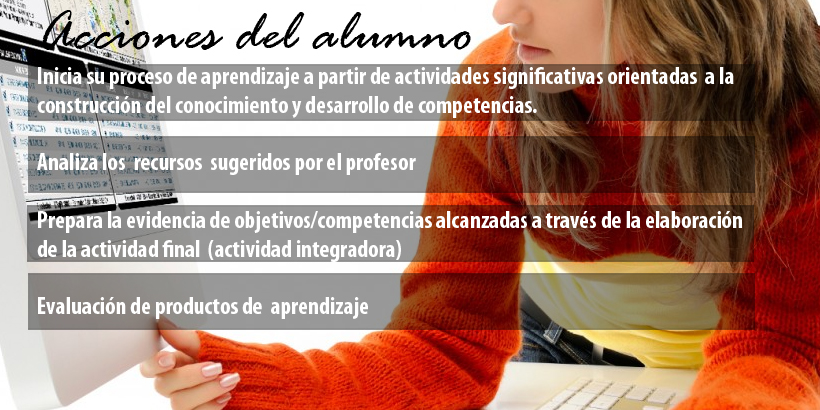 Acciones del alumno
Inicia su proceso de aprendizaje a partir de actividades significativas orientadas a la
construcción del conocimiento y desarrollo de competencias.
Analiza los recursos sugeridos por el profesor
Prepara la evidencia de objetivos/competencias alcanzadas a través de la elaboración
de la actividad final (actividad integradora)
Evaluación de productos de aprendizaje